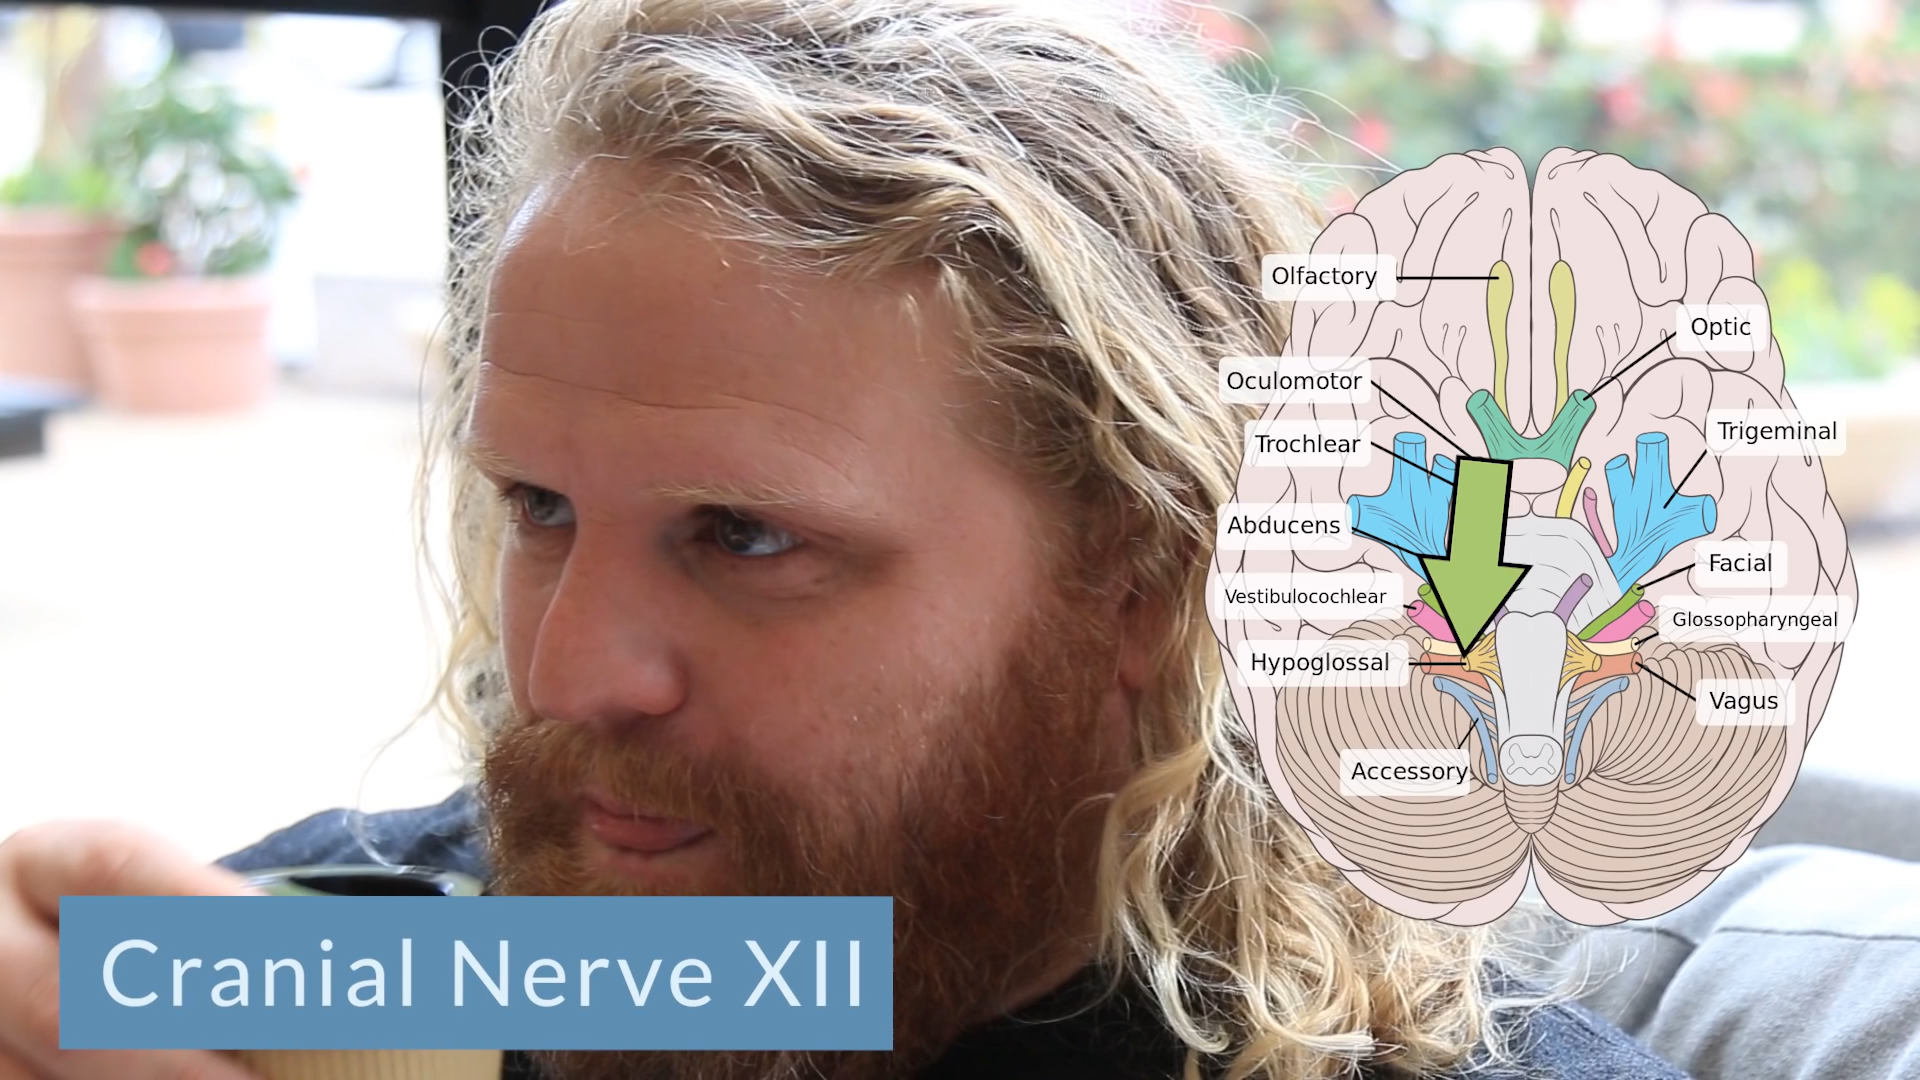 Olfactory
Optic
Oculomotor
Trigeminal
Trochlear
Abducens
Facial
Vestibulocochlear
Glossopharyngeal
Hypoglossal
Vagus
Accessory
Cranial Nerve XII